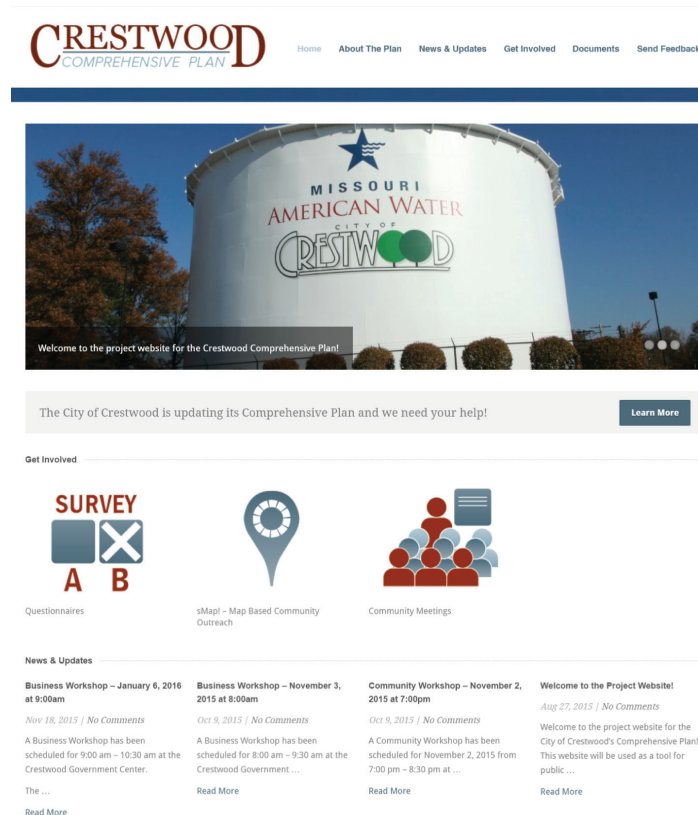 CRESTWOOD
COMPREHENSIVE PLAN
Home About The Plan News & Updates Get Involved Documents Send Feedback
MISSOURI
AMERICAN WATER
CITY OF
CRESTWOOD
Welcome to the project website for the Crestwood Comprehensive Plan!
The City of Crestwood is updating its Comprehensive Plan and we need your help!
Learn More
Get Involved
SURVEY
A B
Questionnaires
sMap! – Map Based Community
Outreach
Community Meetings
News & Updates
Business Workshop – January 6, 2016
at 9:00am
Nov 18, 2015 | No Comments
A Business Workshop has been
scheduled for 9:00 am – 10:30 am at the
Crestwood Government Center.
The …
Read More
Business Workshop – November 3,
2015 at 8:00am
Oct 9, 2015 | No Comments
A Business Workshop has been
scheduled for 8:00 am – 9:30 am at the
Crestwood Government …
Read More
Community Workshop – November 2,
2015 at 7:00pm
Oct 9, 2015 | No Comments
A Community Workshop has been
scheduled for November 2, 2015 from
7:00 pm – 8:30 pm at …
Read More
Welcome to the Project Website!
Aug 27, 2015 | No Comments
Welcome to the project website for the
City of Crestwood's Comprehensive Plan!
This website will be used as a tool for
public …
Read More